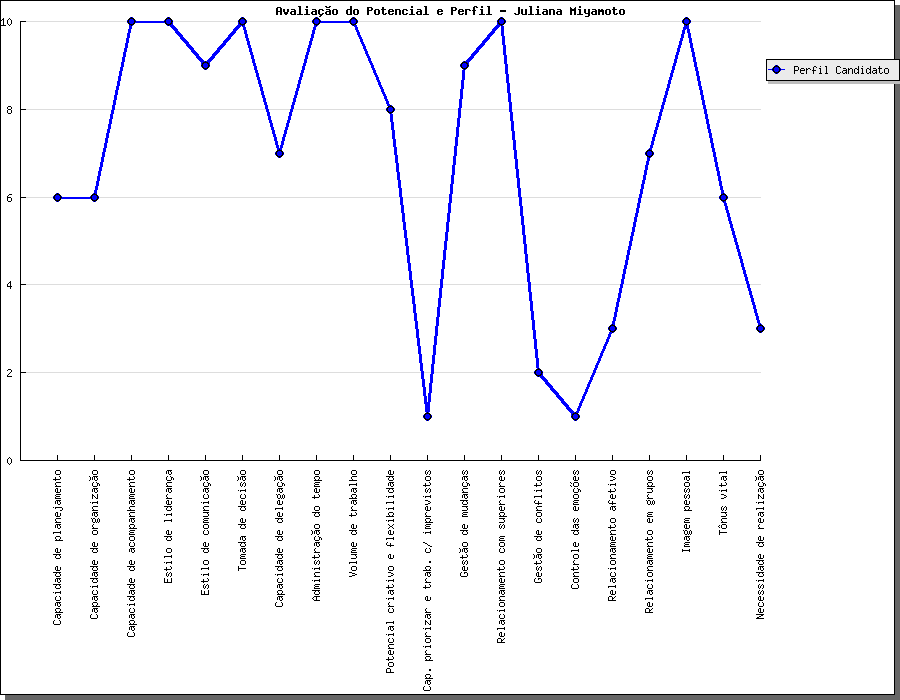 Avaliação do Potencial e Perfil - Juliana Miyamoto
10
8
6
4
2
0
Perfil Candidato
Capacidade de planejamento
Capacidade de organização
Capacidade de acompanhamento
Estilo de liderança
Estilo de comunicação
Tomada de decisão
Capacidade de delegação
Administração do tempo
Volume de trabalho
Potencial criativo e flexibilidade
Cap. priorizar e trab. c/ imprevistos
Gestão de mudanças
Relacionamento com superiores
Gestão de conflitos
Controle das emoções
Relacionamento afetivo
Relacionamento em grupos
Imagem pessoal
Tônus vital
Necessidade de realização